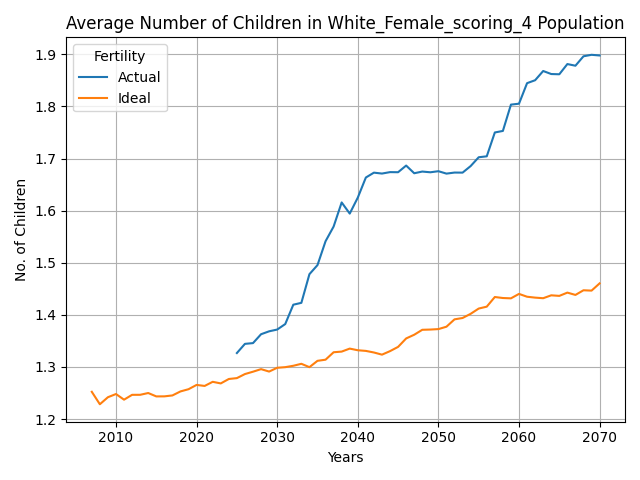 Average Number of Children in White_Female_scoring_4 Population
Fertility
Actual
Ideal
No. of Children
1.9
1.8
1.7
1.6
1.5
1.4
1.3
1.2
2010 2020 2030 2040 2050 2060 2070
Years